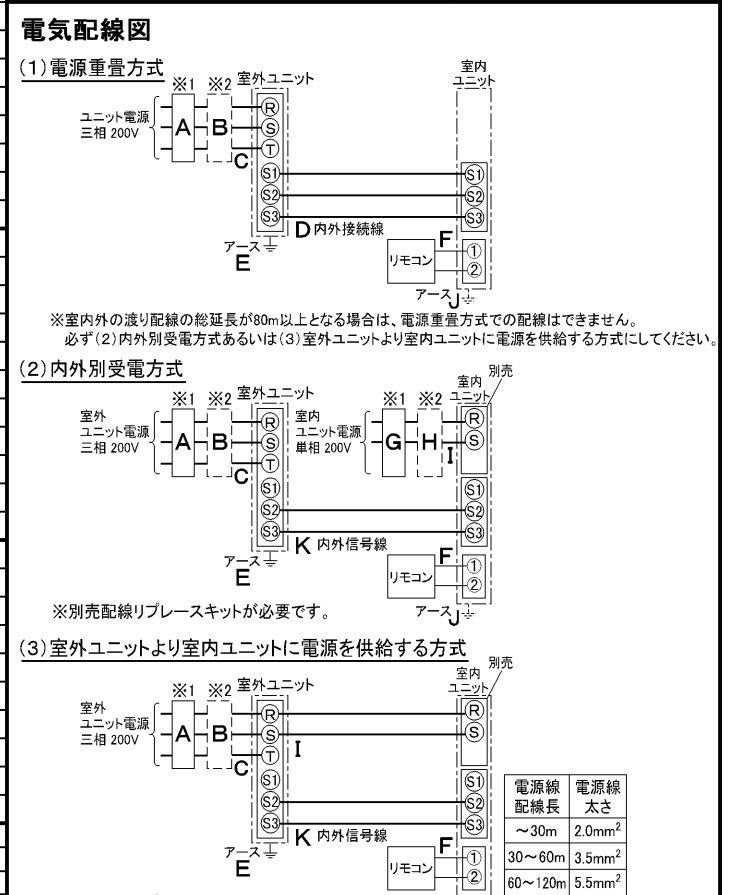 電気配線図
(1)電源重畳方式
※1 ※2 室外ユニット
室内
ユニット
ユニット電源
三相 200V
A B C
R
S
T
S1
S2
S3
S1
S2
S3
D 内外接続線
アース
E
リモコン
F
①
②
アース J
※室内外の渡り配線の総延長が80m以上となる場合は、電源重畳方式での配線はできません。
必ず(2)内外別受電方式あるいは(3)室外ユニットより室内ユニットに電源を供給する方式にしてください。
(2)内外別受電方式
※1 ※2 室外ユニット
※1 ※2
室内
ユニット
別売
室外
ユニット電源
三相 200V
A B C
R
S
T
S1
S2
S3
室内
ユニット電源
単相 200V
G H I
R
S
S1
S2
S3
K 内外信号線
アース
E
リモコン
F
①
②
アース J
※別売配線リプレースキットが必要です。
(3)室外ユニットより室内ユニットに電源を供給する方式
※1 ※2 室外ユニット
室内
ユニット
別売
室外
ユニット電源
三相 200V
A B C
R
S
T
S1
S2
S3
I
R
S
S1
S2
S3
K 内外信号線
アース
E
リモコン
F
①
②
電源線配線長 電源線太さ
～30m 2.0mm²
30～60m 3.5mm²
60～120m 5.5mm²